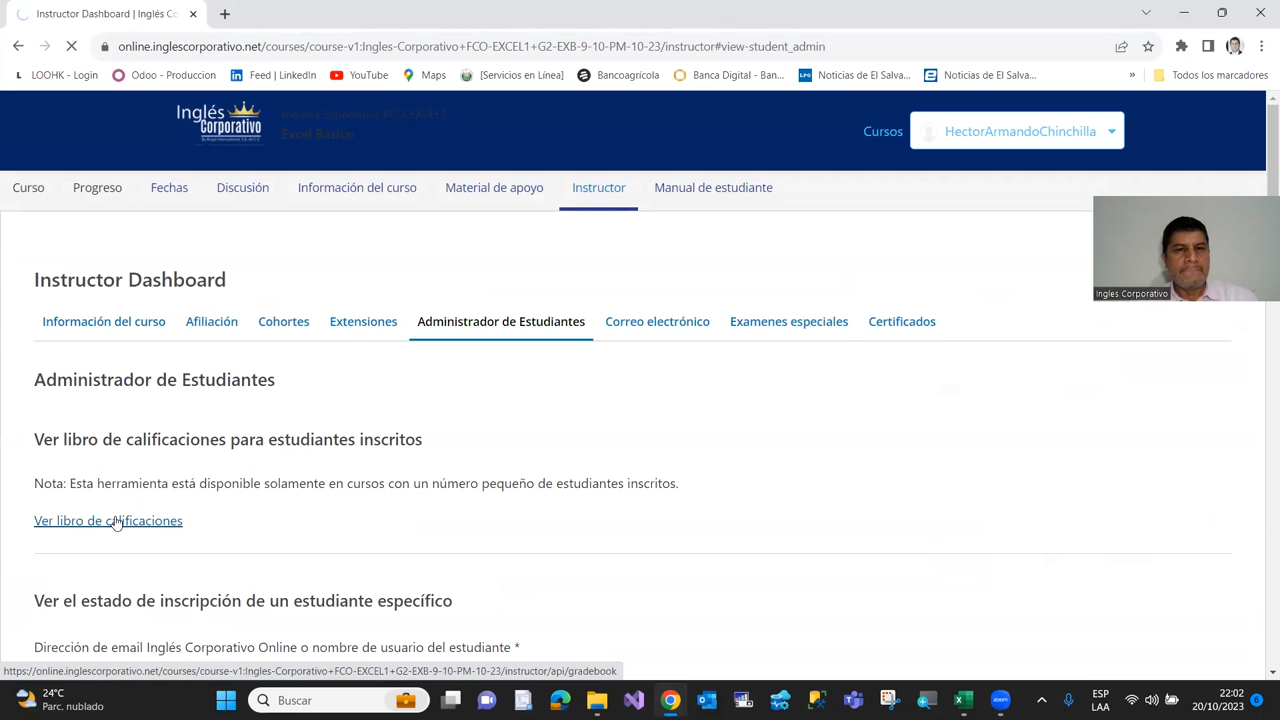 Instructor Dashboard | Inglés Co
online.inglescorporativo.net/courses/course-v1:Ingles-Corporativo+FCO-EXCEL1+G2-EXB-9-10-PM-10-23/instructor#view-student_admin
LOOHK - Login Odoo - Produccion Feed | LinkedIn YouTube Maps [Servicios en Línea] Bancoagrícola Banca Digital - Ban... Noticias de El Salva... Noticias de El Salva... » Todos los marcadores
Inglés
Corporativo
Excel Basico
Cursos HectorArmandoChinchilla
Curso Progreso Fechas Discusión Información del curso Material de apoyo Instructor Manual de estudiante
Ingles Corporativo
Instructor Dashboard
Información del curso Afiliación Cohortes Extensiones Administrador de Estudiantes Correo electrónico Examenes especiales Certificados
Administrador de Estudiantes
Ver libro de calificaciones para estudiantes inscritos
Nota: Esta herramienta está disponible solamente en cursos con un número pequeño de estudiantes inscritos.
Ver libro de calificaciones
Ver el estado de inscripción de un estudiante específico
Dirección de email Inglés Corporativo Online o nombre de usuario del estudiante *
https://online.inglescorporativo.net/courses/course-v1:Ingles-Corporativo+FCO-EXCEL1+G2-EXB-9-10-PM-10-23/instructor/api/gradebook
24°C
Parc. nublado
Buscar
ESP
LAA
22:02
20/10/2023